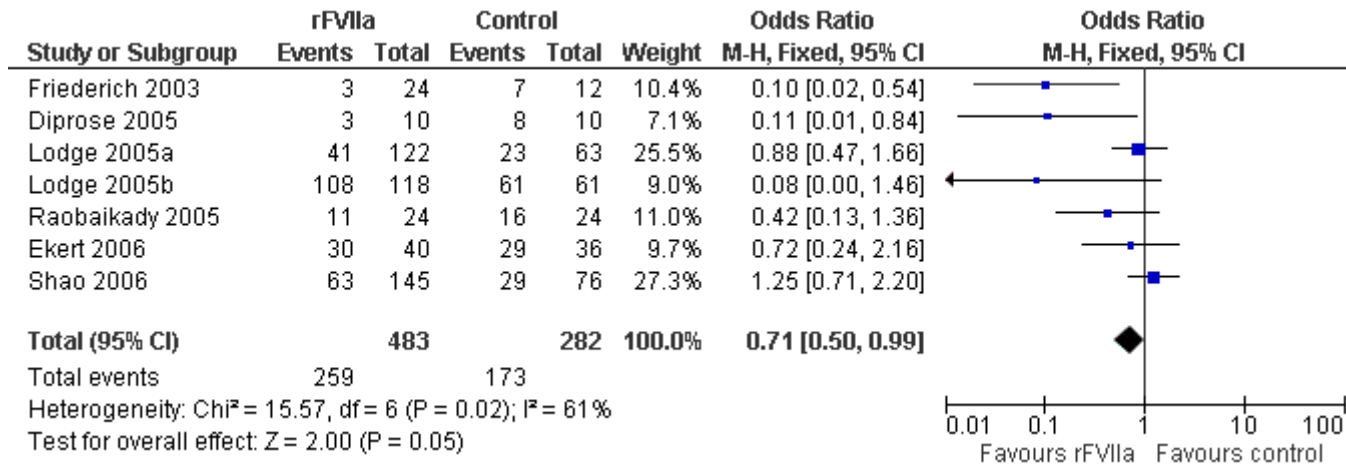 rFVIIa Control Odds Ratio Odds Ratio
Study or Subgroup Events Total Events Total Weight M-H, Fixed, 95% CI M-H, Fixed, 95% CI
Friederich 2003 3 24 7 12 10.4% 0.10 [0.02, 0.54]
Diprose 2005 3 10 8 10 7.1% 0.11 [0.01, 0.84]
Lodge 2005a 41 122 23 63 25.5% 0.88 [0.47, 1.66]
Lodge 2005b 108 118 61 61 9.0% 0.08 [0.00, 1.46]
Raobaikady 2005 11 24 16 24 11.0% 0.42 [0.13, 1.36]
Ekert 2006 30 40 29 36 9.7% 0.72 [0.24, 2.16]
Shao 2006 63 145 29 76 27.3% 1.25 [0.71, 2.20]
Total (95% CI) 483 282 100.0% 0.71 [0.50, 0.99]
Total events 259 173
Heterogeneity: Chi² = 15.57, df = 6 (P = 0.02); I² = 61%
Test for overall effect: Z = 2.00 (P = 0.05)
0.01 0.1 1 10 100
Favours rFVIIa Favours control